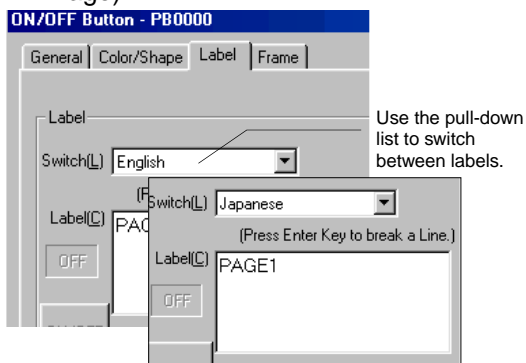 ON/OFF Button - PB0000
General Color/Shape Label Frame
Label
Use the pull-down
list to switch
between labels.
Switch(L) English
Label(C)
OFF
Switch(L) Japanese
(Press Enter Key to break a Line.)
Label(C) PAGE1
OFF